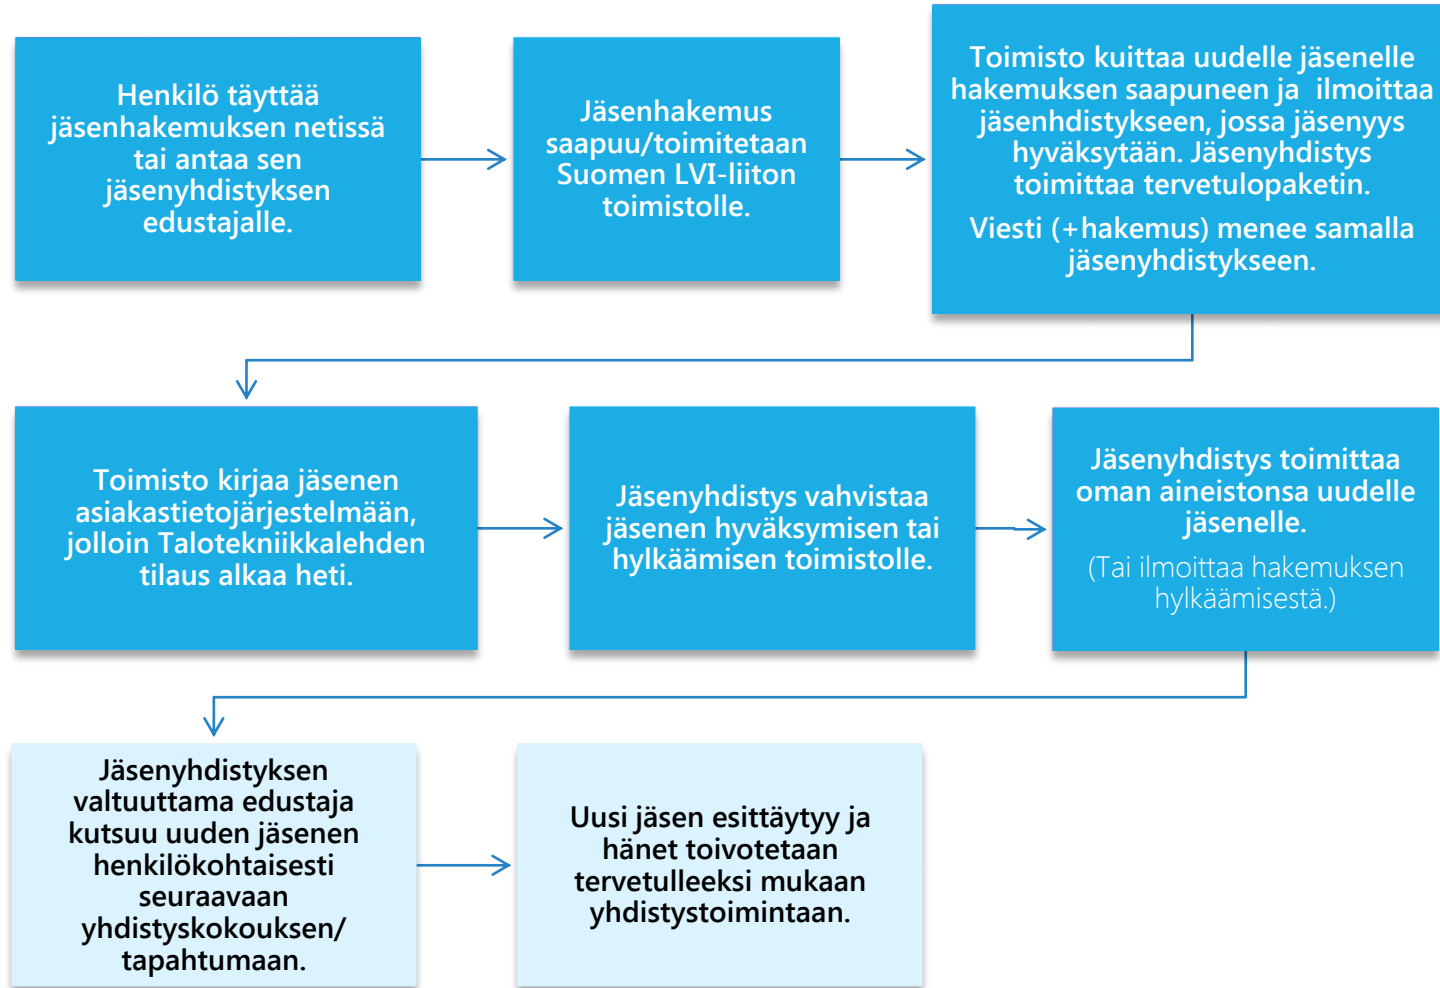 Henkilö täyttää
jäsenhakemuksen netissä
tai antaa sen
jäsenyhdistyksen
edustajalle.
Jäsenhakemus
saapuu/toimitetaan
Suomen LVI-liiton
toimistolle.
Toimisto kuittaa uudelle jäsenelle
hakemuksen saapuneen ja ilmoittaa
jäsenhdistykseen, jossa jäsenyys
hyväksytään. Jäsenyhdistys
toimittaa tervetulopaketin.
Viesti (+hakemus) menee samalla
jäsenyhdistykseen.
Toimisto kirjaa jäsenen
asiakastietojärjestelmään,
jolloin Talotekniikkalehden
tilaus alkaa heti.
Jäsenyhdistys vahvistaa
jäsenen hyväksymisen tai
hylkäämisen toimistolle.
Jäsenyhdistys toimittaa
oman aineistonsa uudelle
jäsenelle.
(Tai ilmoittaa hakemuksen
hylkäämisestä.)
Jäsenyhdistyksen
valtuuttama edustaja
kutsuu uuden jäsenen
henkilökohtaisesti
seuraavaan
yhdistyskokouksen/
tapahtumaan.
Uusi jäsen esittäytyy ja
hänet toivotetaan
tervetulleeksi mukaan
yhdistystoimintaan.